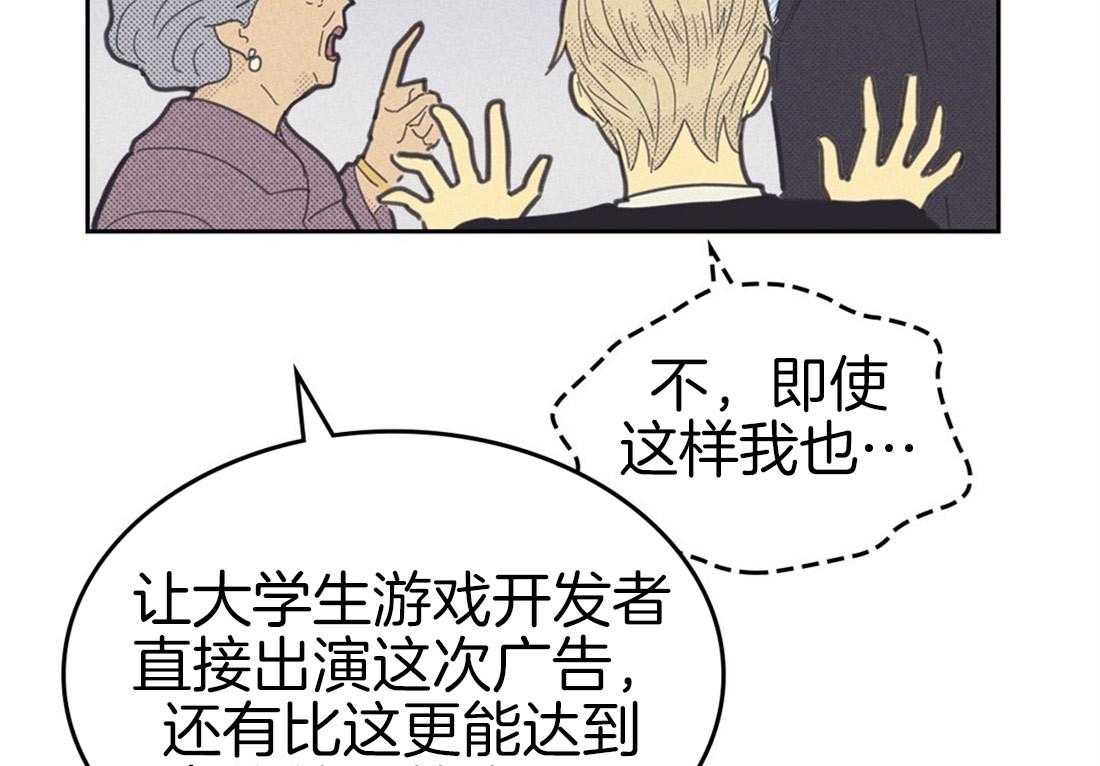 不，即使
这样我也…
让大学生游戏开发者
直接出演这次广告，
还有比这更能达到